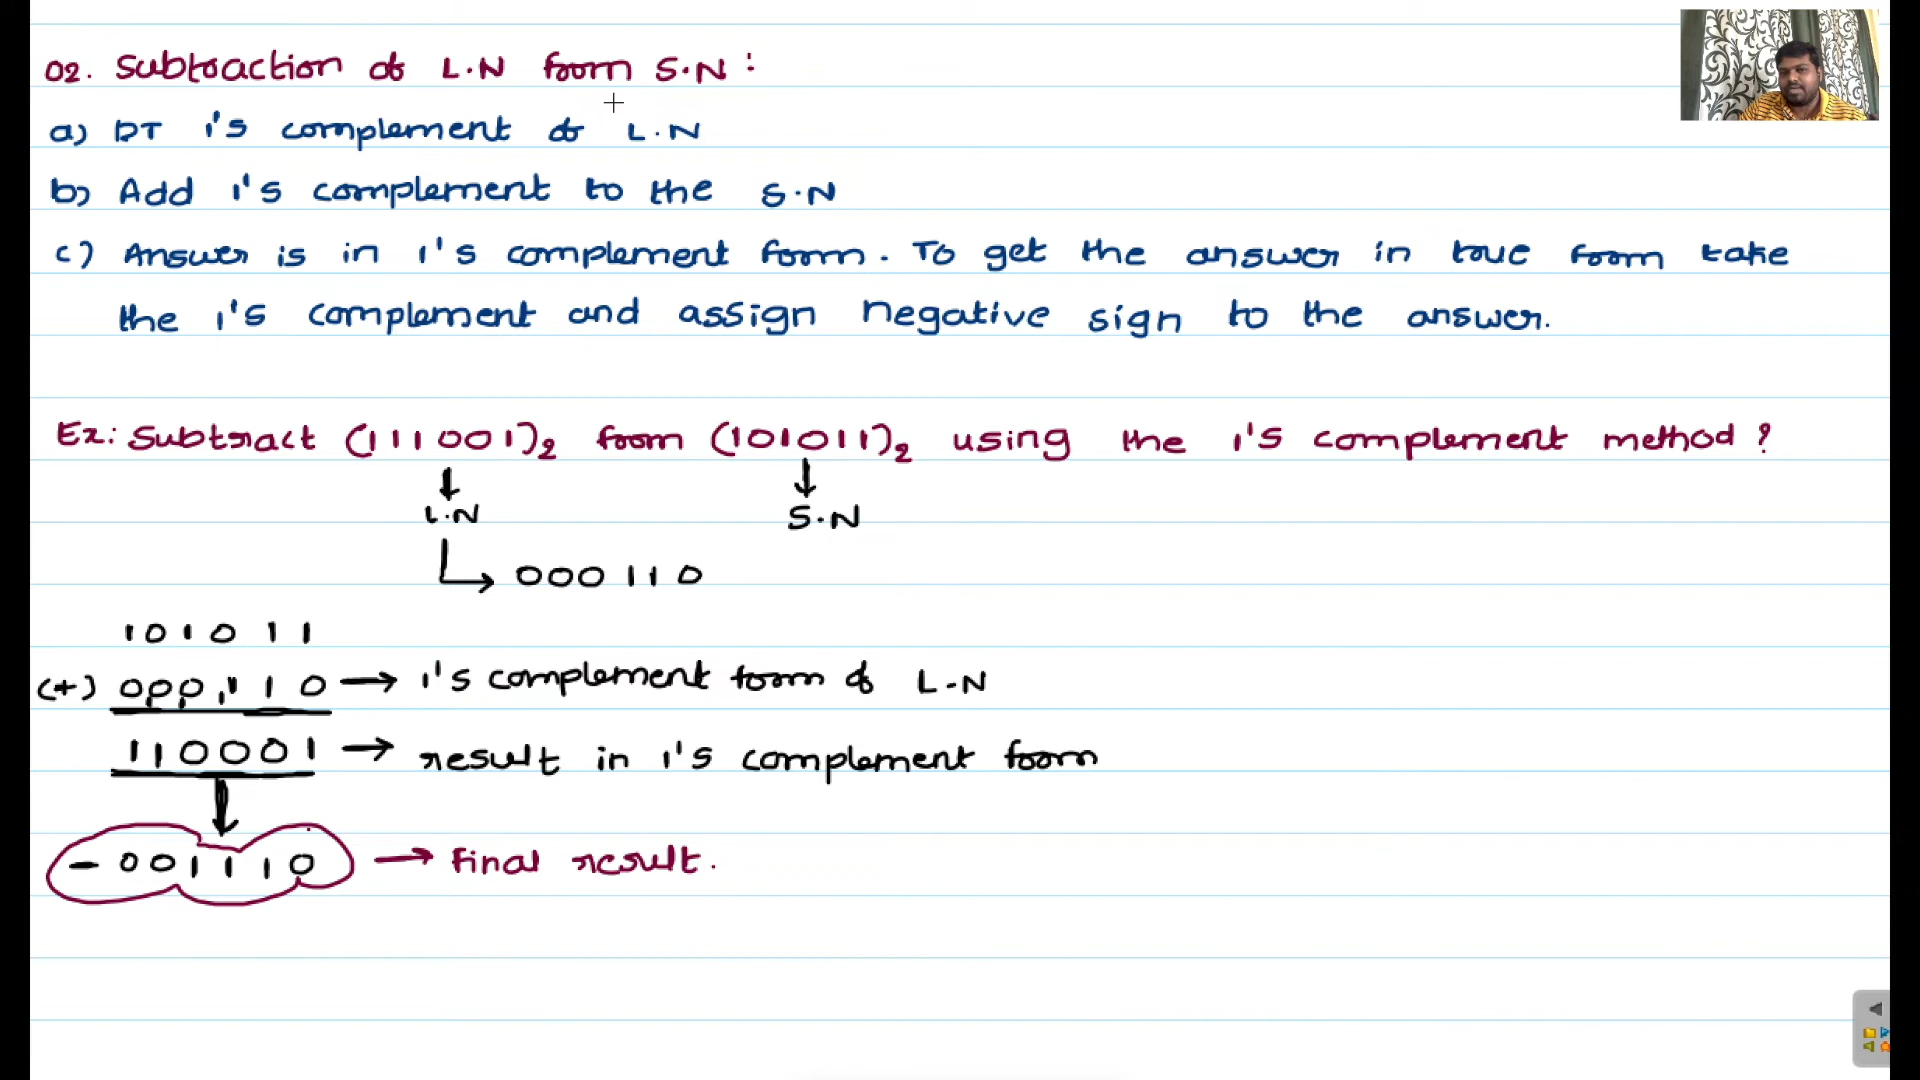 02. Subtraction of L.N from S.N :
a) DT 1's complement of L.N
b) Add 1's complement to the S.N
c) Answer is in 1's complement form. To get the answer in true form take
the 1's complement and assign negative sign to the answer.
Ex: Subtract (111001)2 from (101011)2 using the 1's complement method ?
L.N S.N
000110
101011
(+) 000110 → 1's complement form of L.N
110001 → result in 1's complement form
- 001110 → Final result.